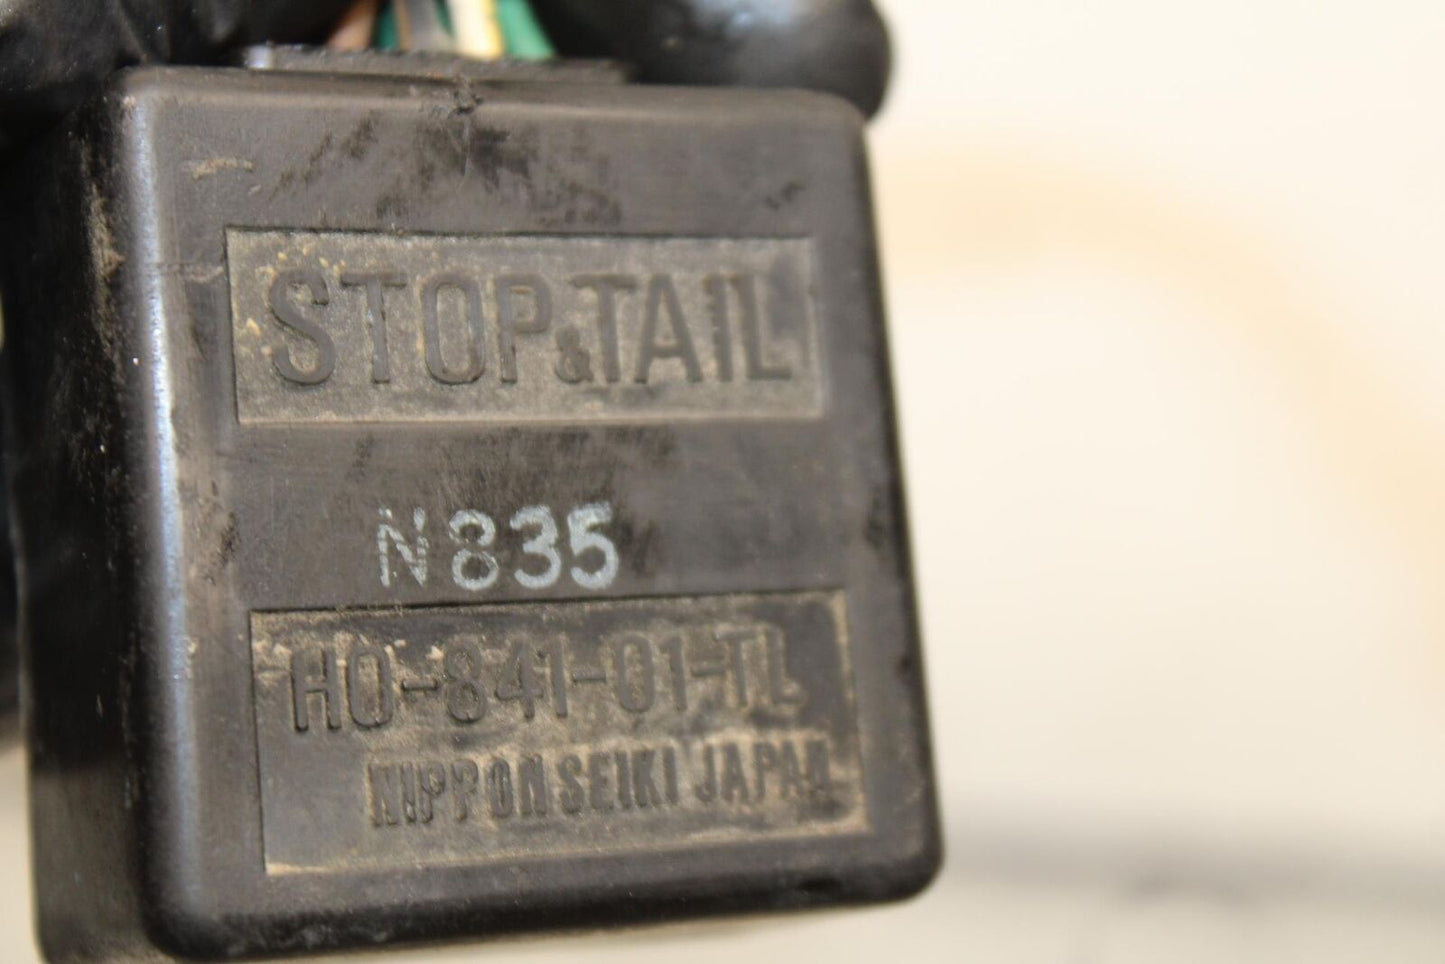 STOP&TAIL
N835
HO-841-01-TL
NIPPON SEIKI JAPAN